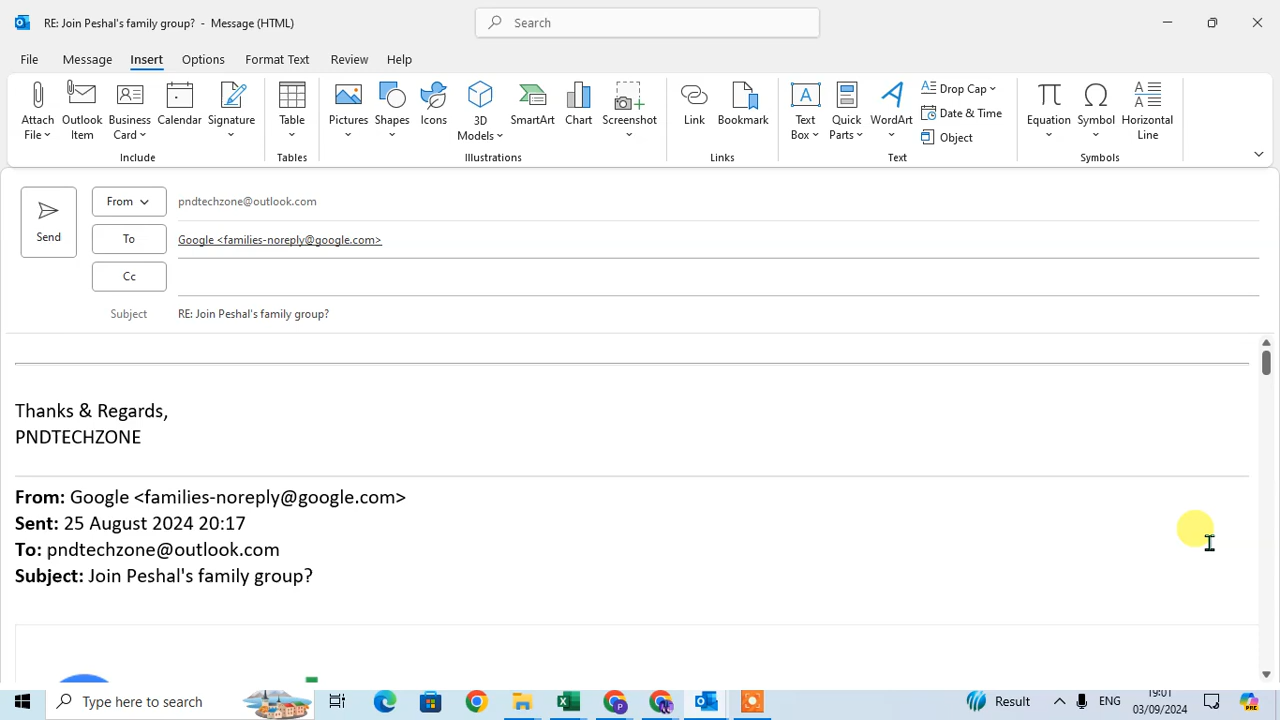 RE: Join Peshal's family group? - Message (HTML)
Search
File Message Insert Options Format Text Review Help
Attach File
Outlook Item
Business Card
Calendar
Signature
Table
Pictures
Shapes
Icons
3D Models
SmartArt
Chart
Screenshot
Link
Bookmark
Text Box
Quick Parts
WordArt
Drop Cap
Date & Time
Object
Equation
Symbol
Horizontal Line
Include Tables Illustrations Links Text Symbols
Send
From pndtechzone@outlook.com
To Google <families-noreply@google.com>
Cc
Subject RE: Join Peshal's family group?
Thanks & Regards,
PNDTECHZONE
From: Google <families-noreply@google.com>
Sent: 25 August 2024 20:17
To: pndtechzone@outlook.com
Subject: Join Peshal's family group?
Type here to search
Result
ENG
19:01
03/09/2024